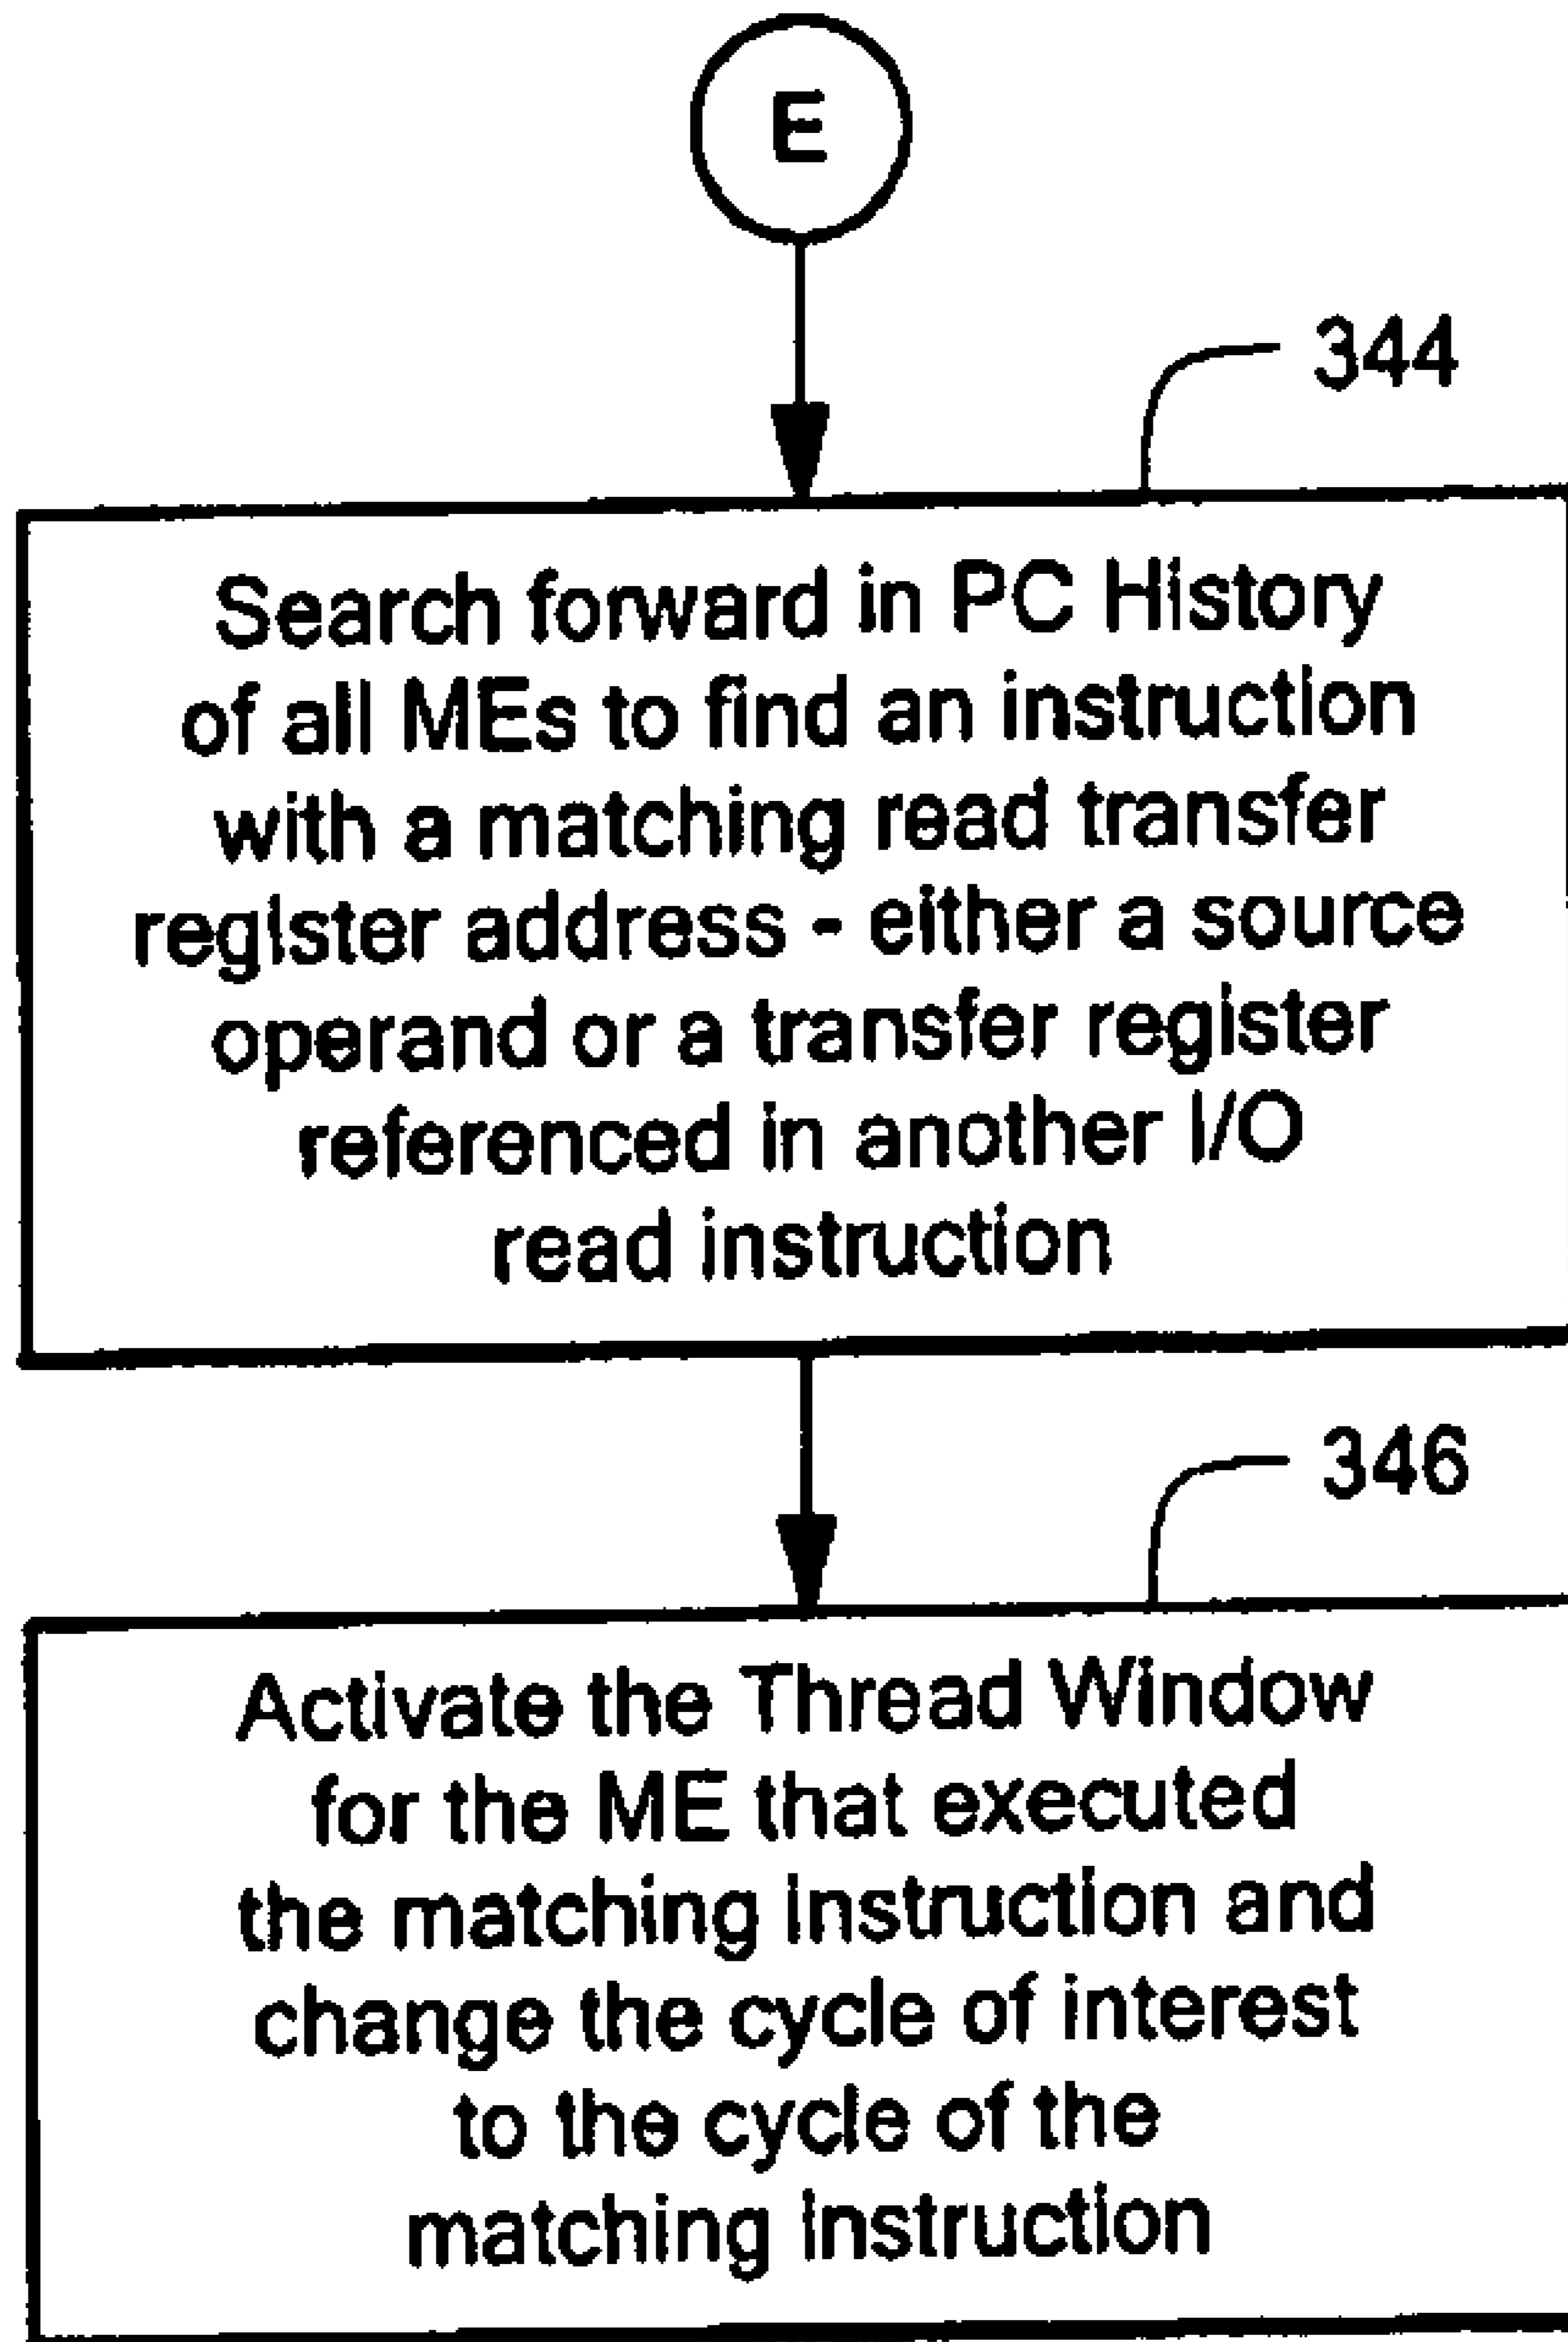 E
344
Search forward in PC History
of all MEs to find an instruction
with a matching read transfer
register address - either a source
operand or a transfer register
referenced in another I/O
read instruction
346
Activate the Thread Window
for the ME that executed
the matching instruction and
change the cycle of interest
to the cycle of the
matching instruction